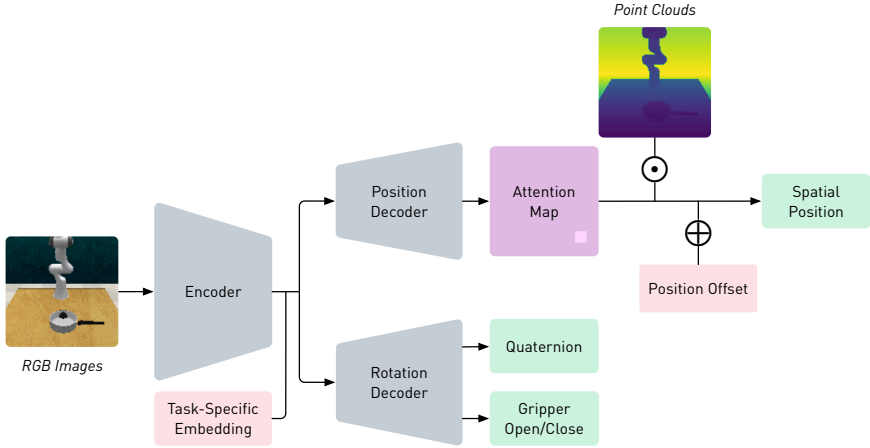 Point Clouds
Position
Decoder
Attention
Map
Spatial
Position
Encoder
Position Offset
RGB Images
Rotation
Decoder
Quaternion
Task-Specific
Embedding
Gripper
Open/Close